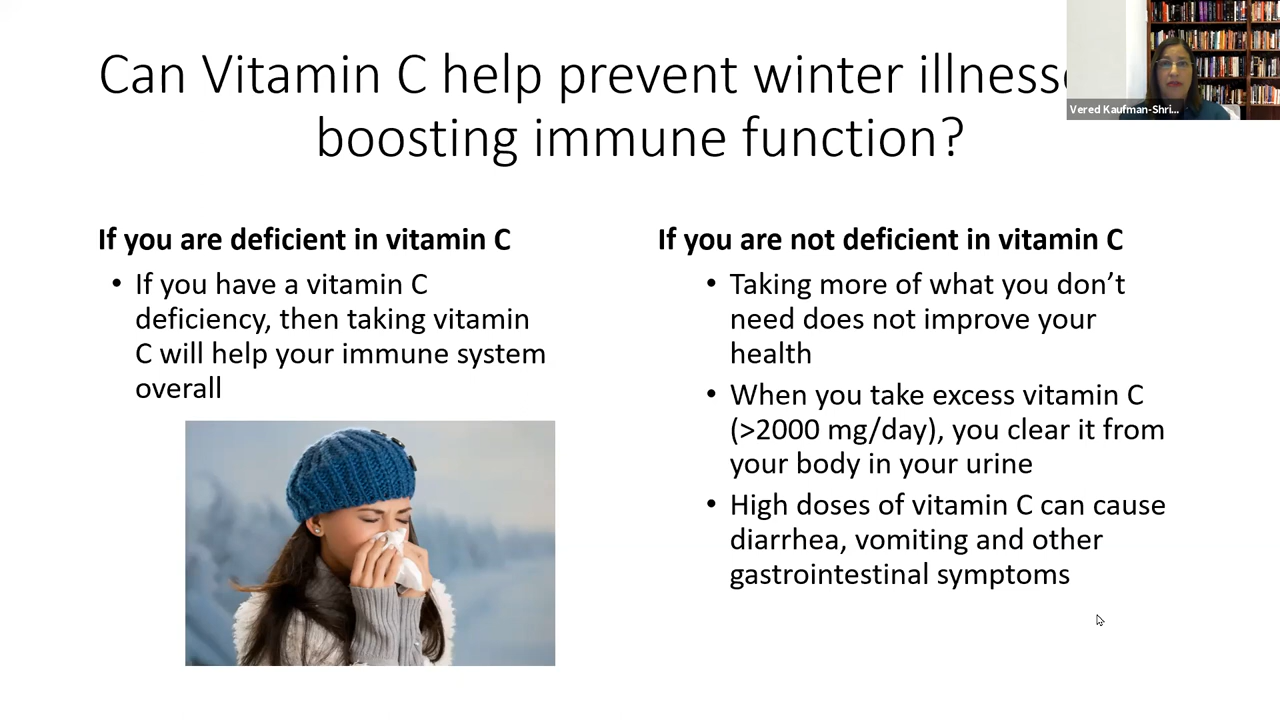 Can Vitamin C help prevent winter
boosting immune function?
Vered Kaufman-Shri...
If you are deficient in vitamin C
• If you have a vitamin C
deficiency, then taking vitamin
C will help your immune system
overall
If you are not deficient in vitamin C
• Taking more of what you don’t
need does not improve your
health
• When you take excess vitamin C
(>2000 mg/day), you clear it from
your body in your urine
• High doses of vitamin C can cause
diarrhea, vomiting and other
gastrointestinal symptoms